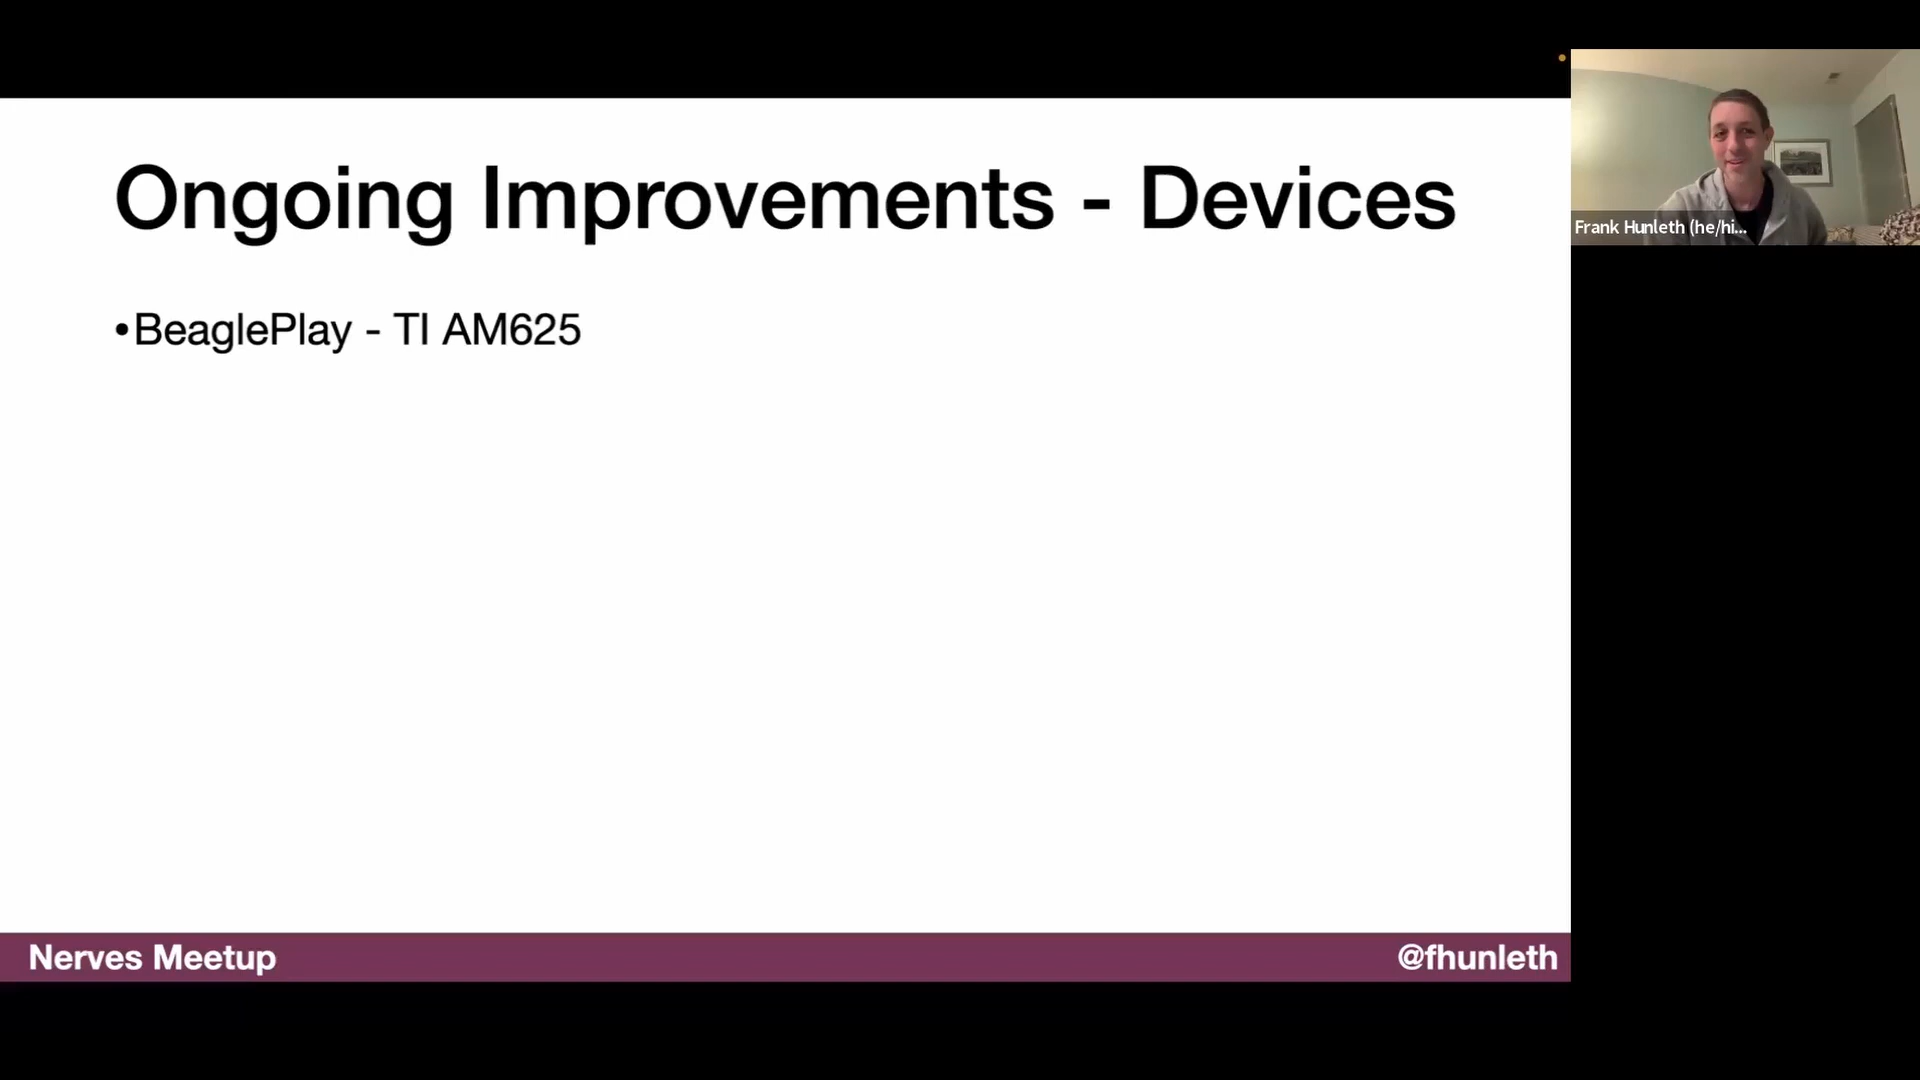 Ongoing Improvements - Devices
•BeaglePlay - TI AM625
Nerves Meetup
@fhunleth
Frank Hunleth (he/hi...